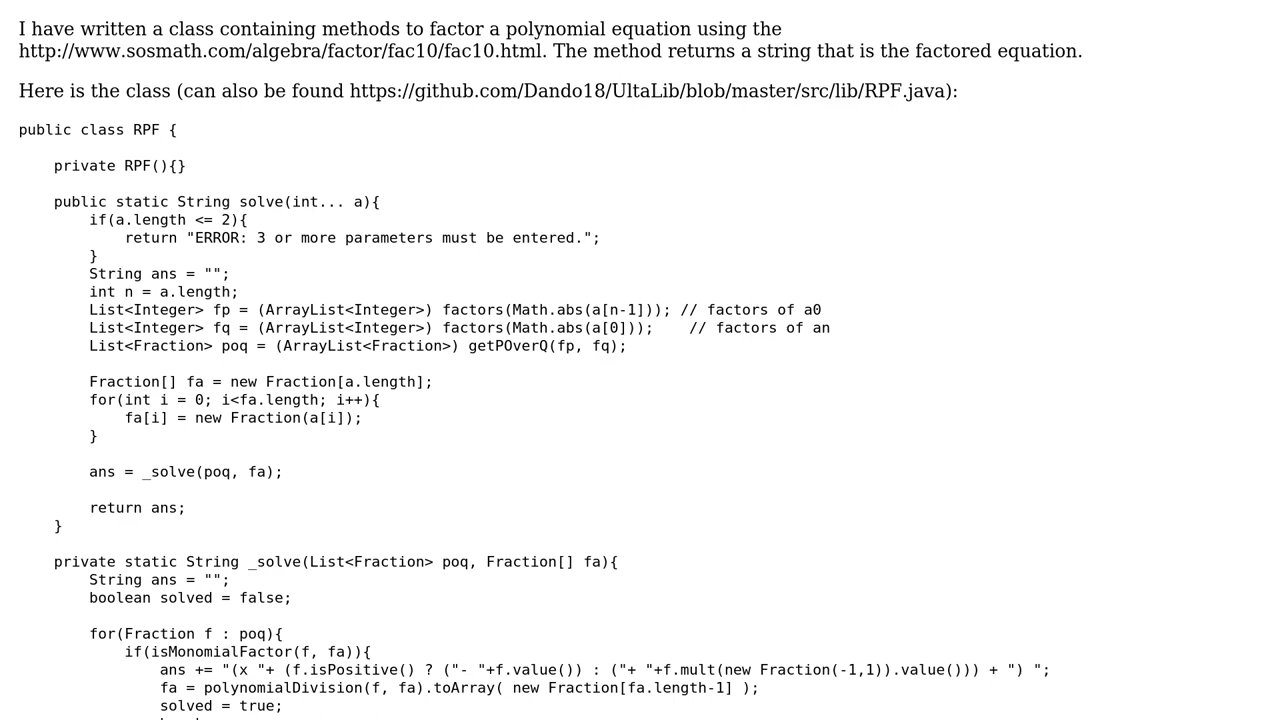 I have written a class containing methods to factor a polynomial equation using the
http://www.sosmath.com/algebra/factor/fac10/fac10.html. The method returns a string that is the factored equation.
Here is the class (can also be found https://github.com/Dando18/UltaLib/blob/master/src/lib/RPF.java):
public class RPF {
    private RPF(){}
    public static String solve(int... a){
        if(a.length <= 2){
            return "ERROR: 3 or more parameters must be entered.";
        }
        String ans = "";
        int n = a.length;
        List<Integer> fp = (ArrayList<Integer>) factors(Math.abs(a[n-1])); // factors of a0
        List<Integer> fq = (ArrayList<Integer>) factors(Math.abs(a[0]));    // factors of an
        List<Fraction> poq = (ArrayList<Fraction>) getPOverQ(fp, fq);
        Fraction[] fa = new Fraction[a.length];
        for(int i = 0; i<fa.length; i++){
            fa[i] = new Fraction(a[i]);
        }
        ans = _solve(poq, fa);
        return ans;
    }
    private static String _solve(List<Fraction> poq, Fraction[] fa){
        String ans = "";
        boolean solved = false;
        for(Fraction f : poq){
            if(isMonomialFactor(f, fa)){
                ans += "(x "+ (f.isPositive() ? ("- "+f.value()) : ("+ "+f.mult(new Fraction(-1,1)).value())) + ") ";
                fa = polynomialDivision(f, fa).toArray( new Fraction[fa.length-1] );
                solved = true;